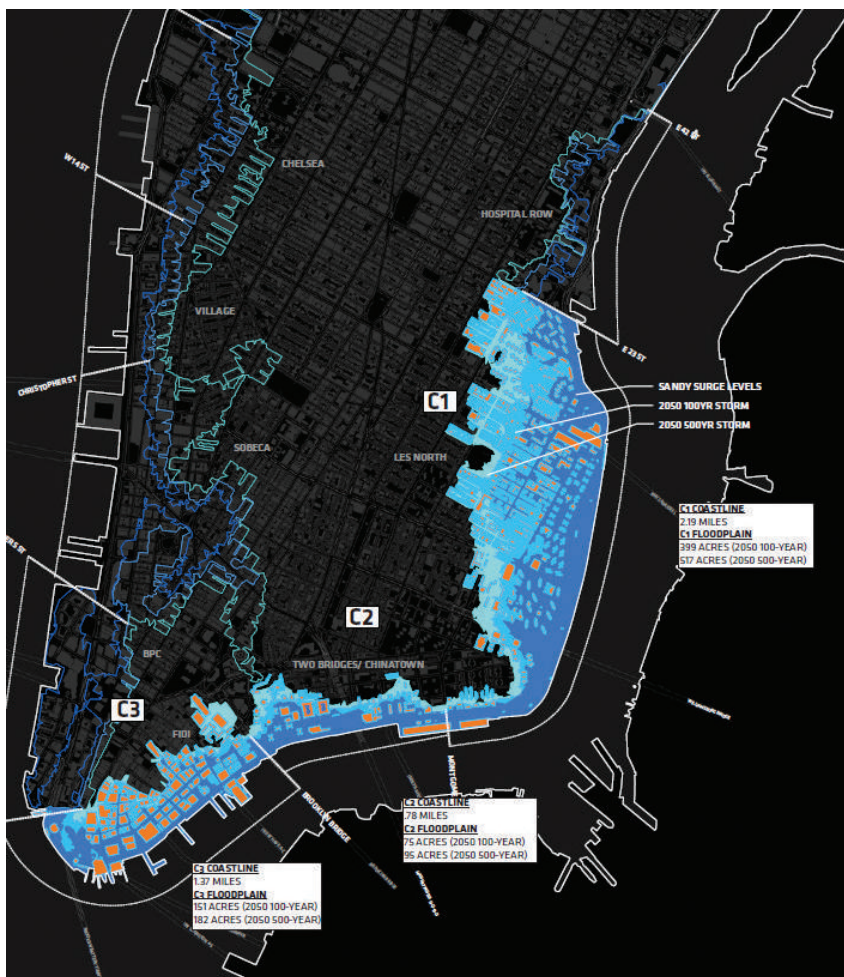 E 42 ST
W 14 ST
CHELSEA
HOSPITAL ROW
VILLAGE
E 23 ST
CHRISTOPHER ST
SANDY SURGE LEVELS
C1
2050 100YR STORM
2050 500YR STORM
SOBECA
LES NORTH
C1 COASTLINE
2.19 MILES
C1 FLOODPLAIN
399 ACRES (2050 100-YEAR)
517 ACRES (2050 500-YEAR)
C2
BPC
TWO BRIDGES/ CHINATOWN
C3
FIDI
BROOKLYN BRIDGE
C2 COASTLINE
.78 MILES
C2 FLOODPLAIN
75 ACRES (2050 100-YEAR)
95 ACRES (2050 500-YEAR)
C3 COASTLINE
1.37 MILES
C3 FLOODPLAIN
151 ACRES (2050 100-YEAR)
182 ACRES (2050 500-YEAR)